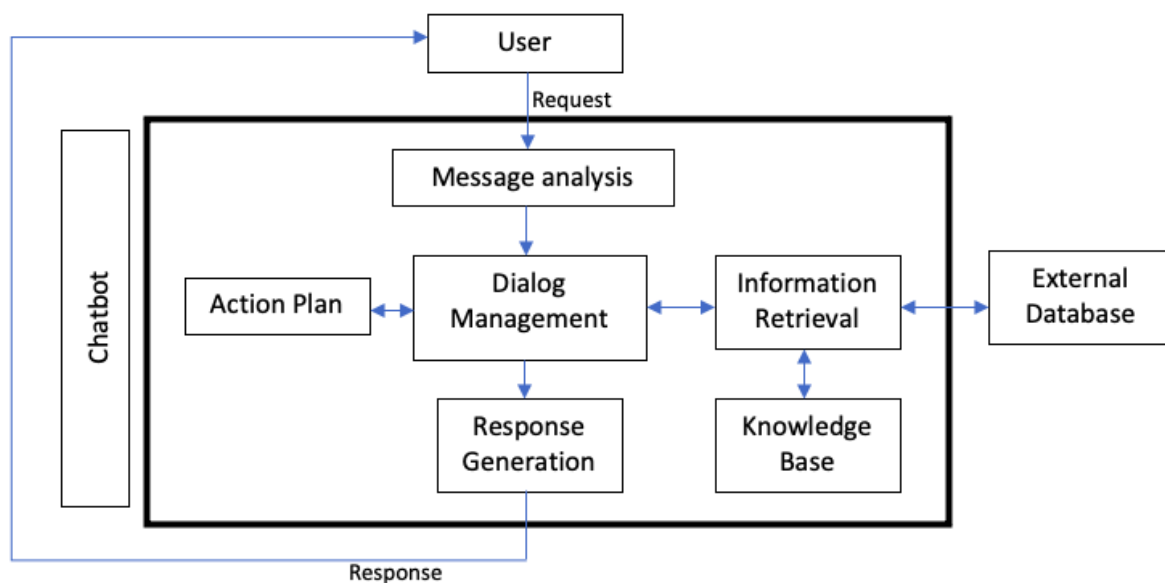 User
Request
Message analysis
Chatbot
Action Plan
Dialog
Management
Information
Retrieval
External
Database
Response
Generation
Knowledge
Base
Response